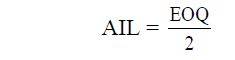 AIL = EOQ/2